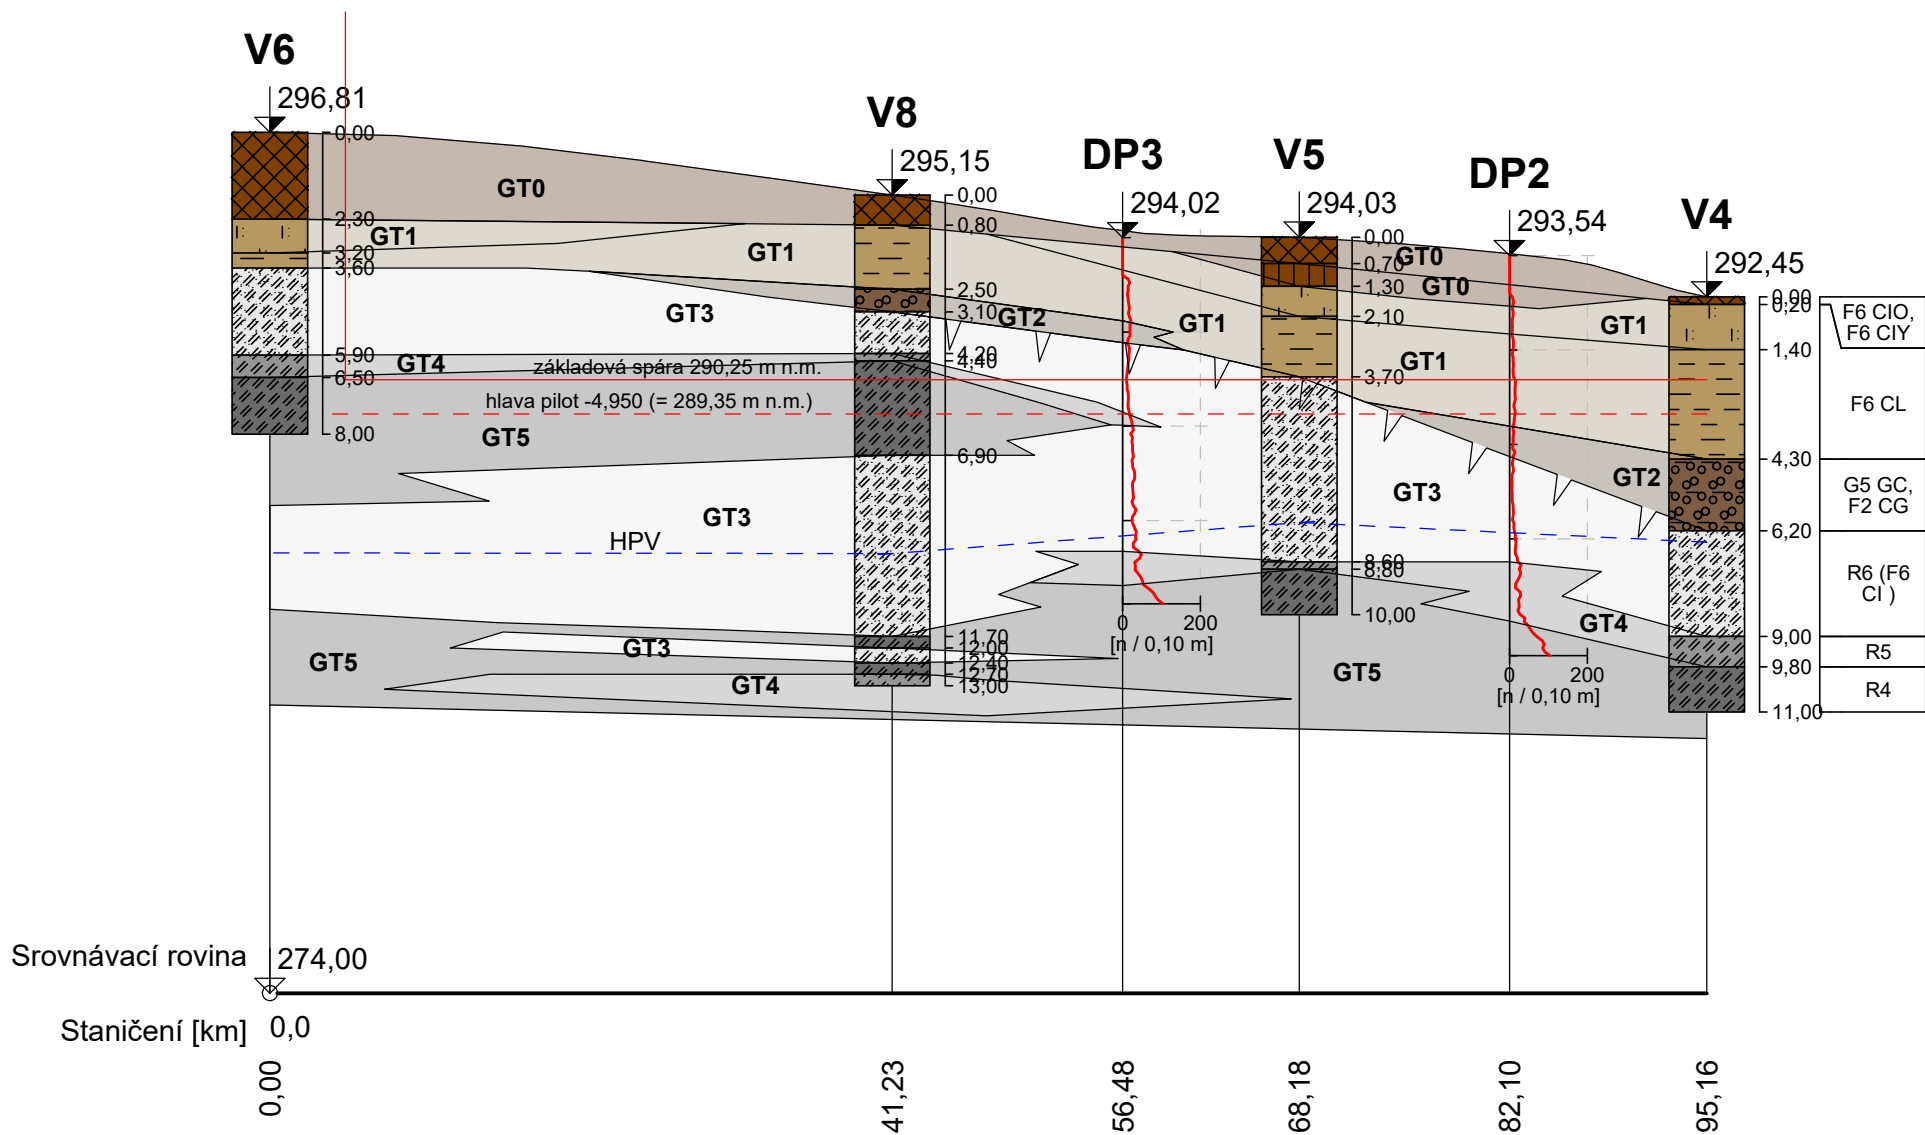 V6
296,81
V8
295,15
DP3
294,02
V5
294,03
DP2
293,54
V4
292,45
0,00
2,30
3,20
3,60
5,90
6,50
8,00
0,00
0,80
2,50
3,10
4,20
4,40
6,90
11,70
12,00
12,40
12,70
13,00
0,00
0,70
1,30
2,10
3,70
8,60
8,80
10,00
0,00
0,20
1,40
4,30
6,20
9,00
9,80
11,00
F6 CIO,
F6 CIY
F6 CL
G5 GC,
F2 CG
R6 (F6
CI )
R5
R4
GT0
GT1
GT1
GT3
GT4
základová spára 290,25 m n.m.
hlava pilot -4,950 (= 289,35 m n.m.)
GT5
GT3
HPV
GT5
GT3
GT4
GT2
GT1
GT0
GT0
GT1
GT1
GT2
GT3
GT4
GT5
0
200
[n / 0,10 m]
0
200
[n / 0,10 m]
Srovnávací rovina
274,00
Staničení [km]
0,0
0,00
41,23
56,48
68,18
82,10
95,16